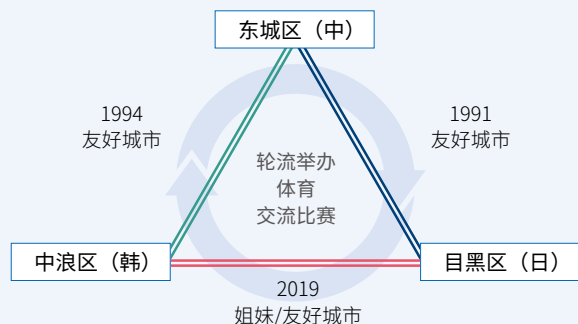 东城区（中）
1994
友好城市
1991
友好城市
轮流举办
体育
交流比赛
中浪区（韩）
目黑区（日）
2019
姐妹/友好城市